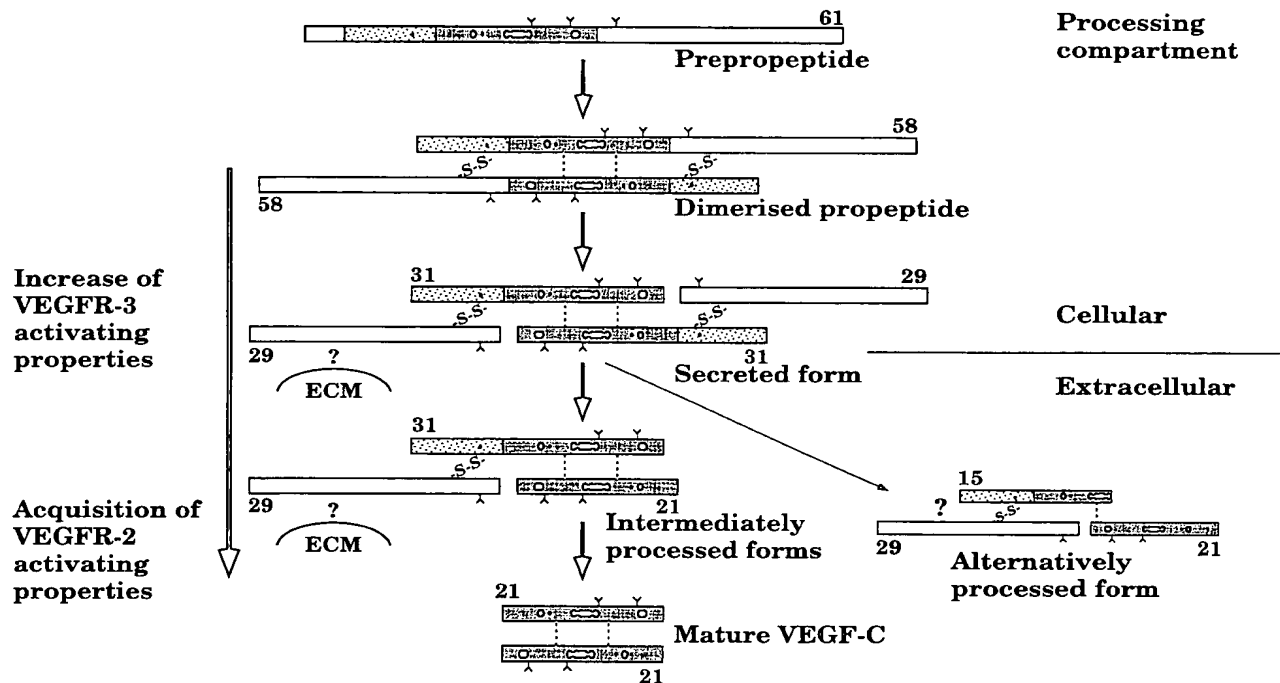 61
Processing
compartment
Prepropeptide
58
-S-S-
-S-S-
58
Dimerised propeptide
Increase of
VEGFR-3
activating
properties
31
29
-S-S-
-S-S-
Cellular
29
31
?
ECM
Secreted form
Extracellular
31
-S-S-
29
21
?
ECM
Intermediately
processed forms
Acquisition of
VEGFR-2
activating
properties
15
?
-S-S-
29
21
Alternatively
processed form
21
Mature VEGF-C
21